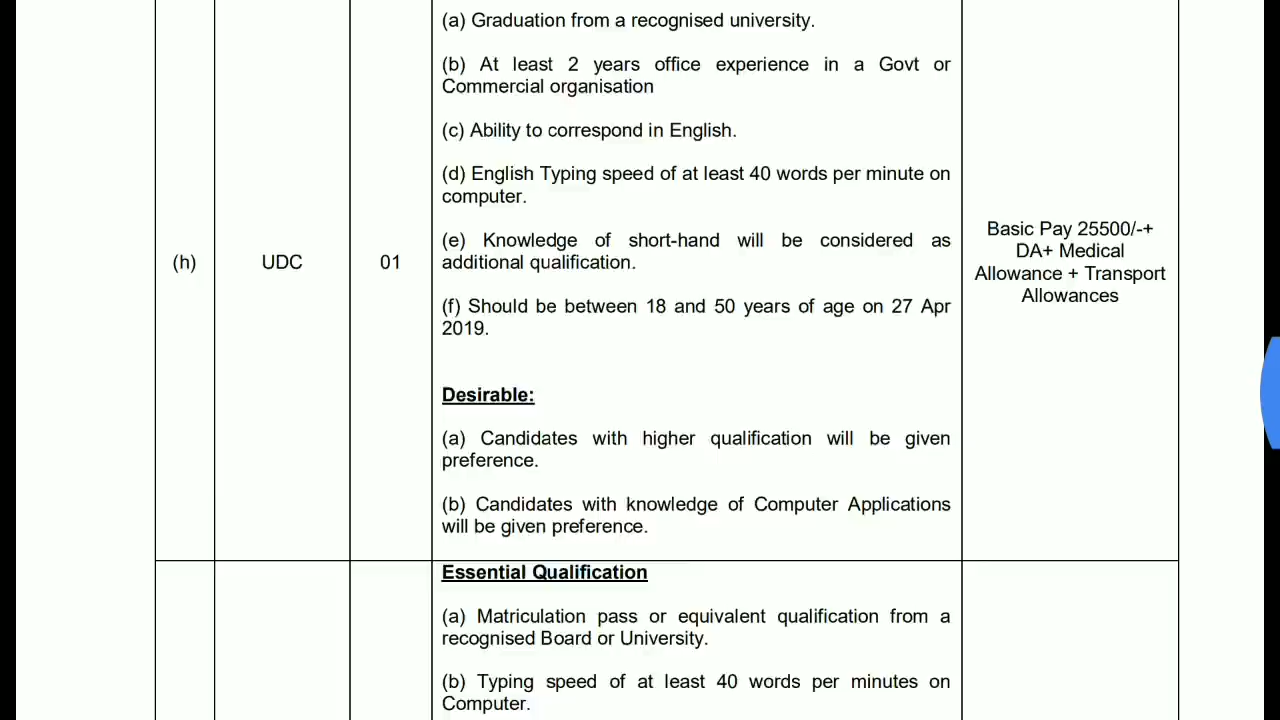 (a) Graduation from a recognised university.
(b) At least 2 years office experience in a Govt or
Commercial organisation
(c) Ability to correspond in English.
(d) English Typing speed of at least 40 words per minute on
computer.
(e) Knowledge of short-hand will be considered as
additional qualification.
(f) Should be between 18 and 50 years of age on 27 Apr
2019.
(h)
UDC
01
Basic Pay 25500/-+
DA+ Medical
Allowance + Transport
Allowances
Desirable:
(a) Candidates with higher qualification will be given
preference.
(b) Candidates with knowledge of Computer Applications
will be given preference.
Essential Qualification
(a) Matriculation pass or equivalent qualification from a
recognised Board or University.
(b) Typing speed of at least 40 words per minutes on
Computer.